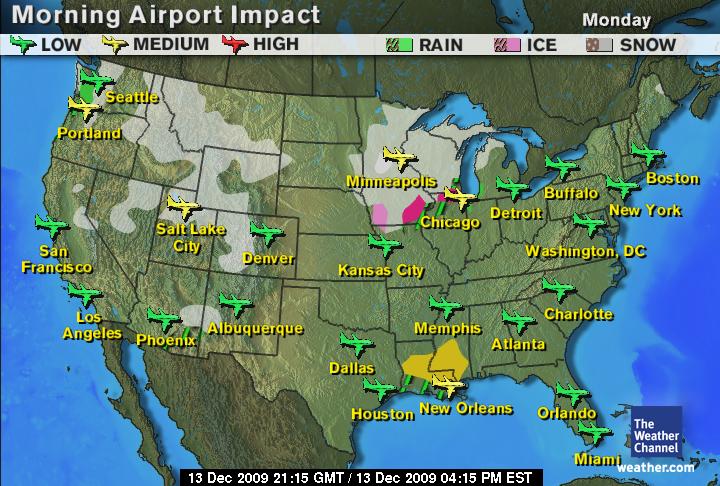 Morning Airport Impact
Monday
LOW MEDIUM HIGH RAIN ICE SNOW
Seattle
Portland
Minneapolis
Boston
Buffalo
New York
Chicago
Detroit
Salt Lake
City
Washington, DC
San
Francisco
Denver
Kansas City
Los
Angeles
Phoenix
Albuquerque
Memphis
Charlotte
Atlanta
Dallas
Houston
New Orleans
Orlando
Miami
The
Weather
Channel
weather.com
13 Dec 2009 21:15 GMT / 13 Dec 2009 04:15 PM EST